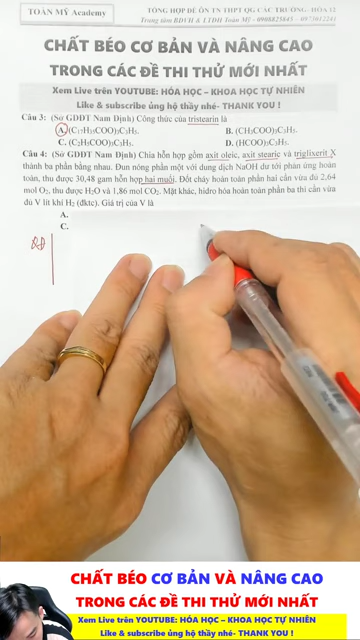 TOÁN MỸ Academy
TỔNG HỢP ĐỀ ÔN TN THPT QG CÁC TRƯỜNG - HÓA 12
Trung tâm BDVH & LTĐH Toán Mỹ - 0908825845 - 0973012241
CHẤT BÉO CƠ BẢN VÀ NÂNG CAO
TRONG CÁC ĐỀ THI THỬ MỚI NHẤT
Xem Live trên YOUTUBE: HÓA HỌC – KHOA HỌC TỰ NHIÊN
Like & subscribe ủng hộ thầy nhé- THANK YOU !
Câu 3: (Sở GDĐT Nam Định) Công thức của tristearin là
A. (C₁₇H₃₅COO)₃C₃H₅. B. (CH₃COO)₃C₃H₅.
C. (C₂H₅COO)₃C₃H₅. D. (HCOO)₃C₃H₅.
Câu 4: (Sở GDĐT Nam Định) Chia hỗn hợp gồm axit oleic, axit stearic và triglixerit X
thành ba phần bằng nhau. Đun nóng phần một với dung dịch NaOH dư tới phản ứng hoàn
toàn, thu được 30,48 gam hỗn hợp hai muối. Đốt cháy hoàn toàn phần hai cần vừa đủ 2,64
mol O₂, thu được H₂O và 1,86 mol CO₂. Mặt khác, hiđro hóa hoàn toàn phần ba thì cần vừa
đủ V lít khí H₂ (đktc). Giá trị của V là
A.
C.
CHẤT BÉO CƠ BẢN VÀ NÂNG CAO
TRONG CÁC ĐỀ THI THỬ MỚI NHẤT
Xem Live trên YOUTUBE: HÓA HỌC - KHOA HỌC TỰ NHIÊN
Like & subscribe ủng hộ thầy nhé- THANK YOU !